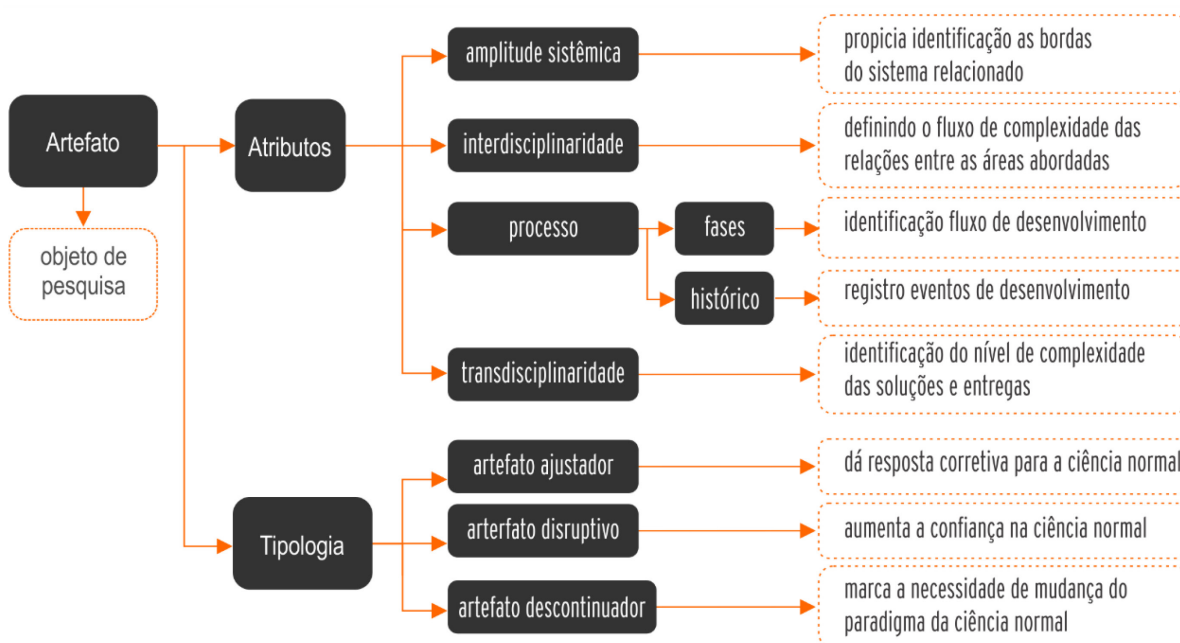 Artefato
objeto de
pesquisa
Atributos
amplitude sistêmica
propicia identificação as bordas
do sistema relacionado
interdisciplinaridade
definindo o fluxo de complexidade das
relações entre as áreas abordadas
processo
fases
identificação fluxo de desenvolvimento
histórico
registro eventos de desenvolvimento
transdisciplinaridade
identificação do nível de complexidade
das soluções e entregas
Tipologia
artefato ajustador
dá resposta corretiva para a ciência normal
arterfato disruptivo
aumenta a confiança na ciência normal
artefato descontinuador
marca a necessidade de mudança do
paradigma da ciência normal